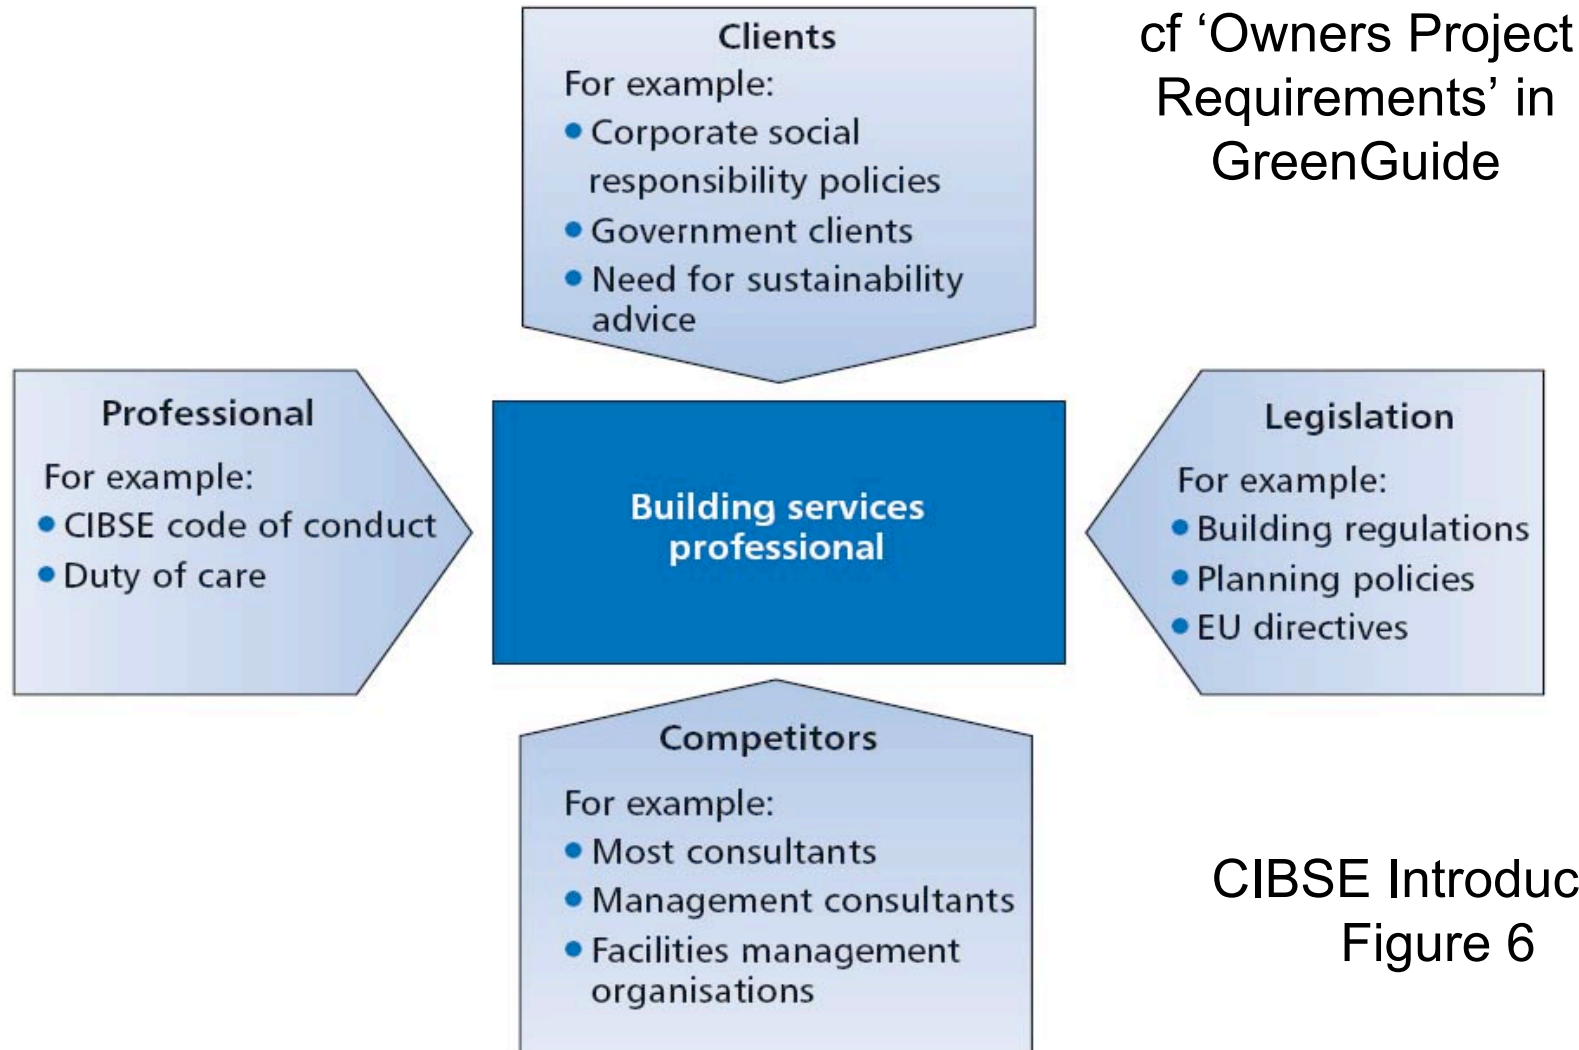 Clients
For example:
• Corporate social
responsibility policies
• Government clients
• Need for sustainability
advice
cf ‘Owners Project
Requirements’ in
GreenGuide
Professional
For example:
• CIBSE code of conduct
• Duty of care
Building services
professional
Legislation
For example:
• Building regulations
• Planning policies
• EU directives
Competitors
For example:
• Most consultants
• Management consultants
• Facilities management
organisations
CIBSE Introduc
Figure 6